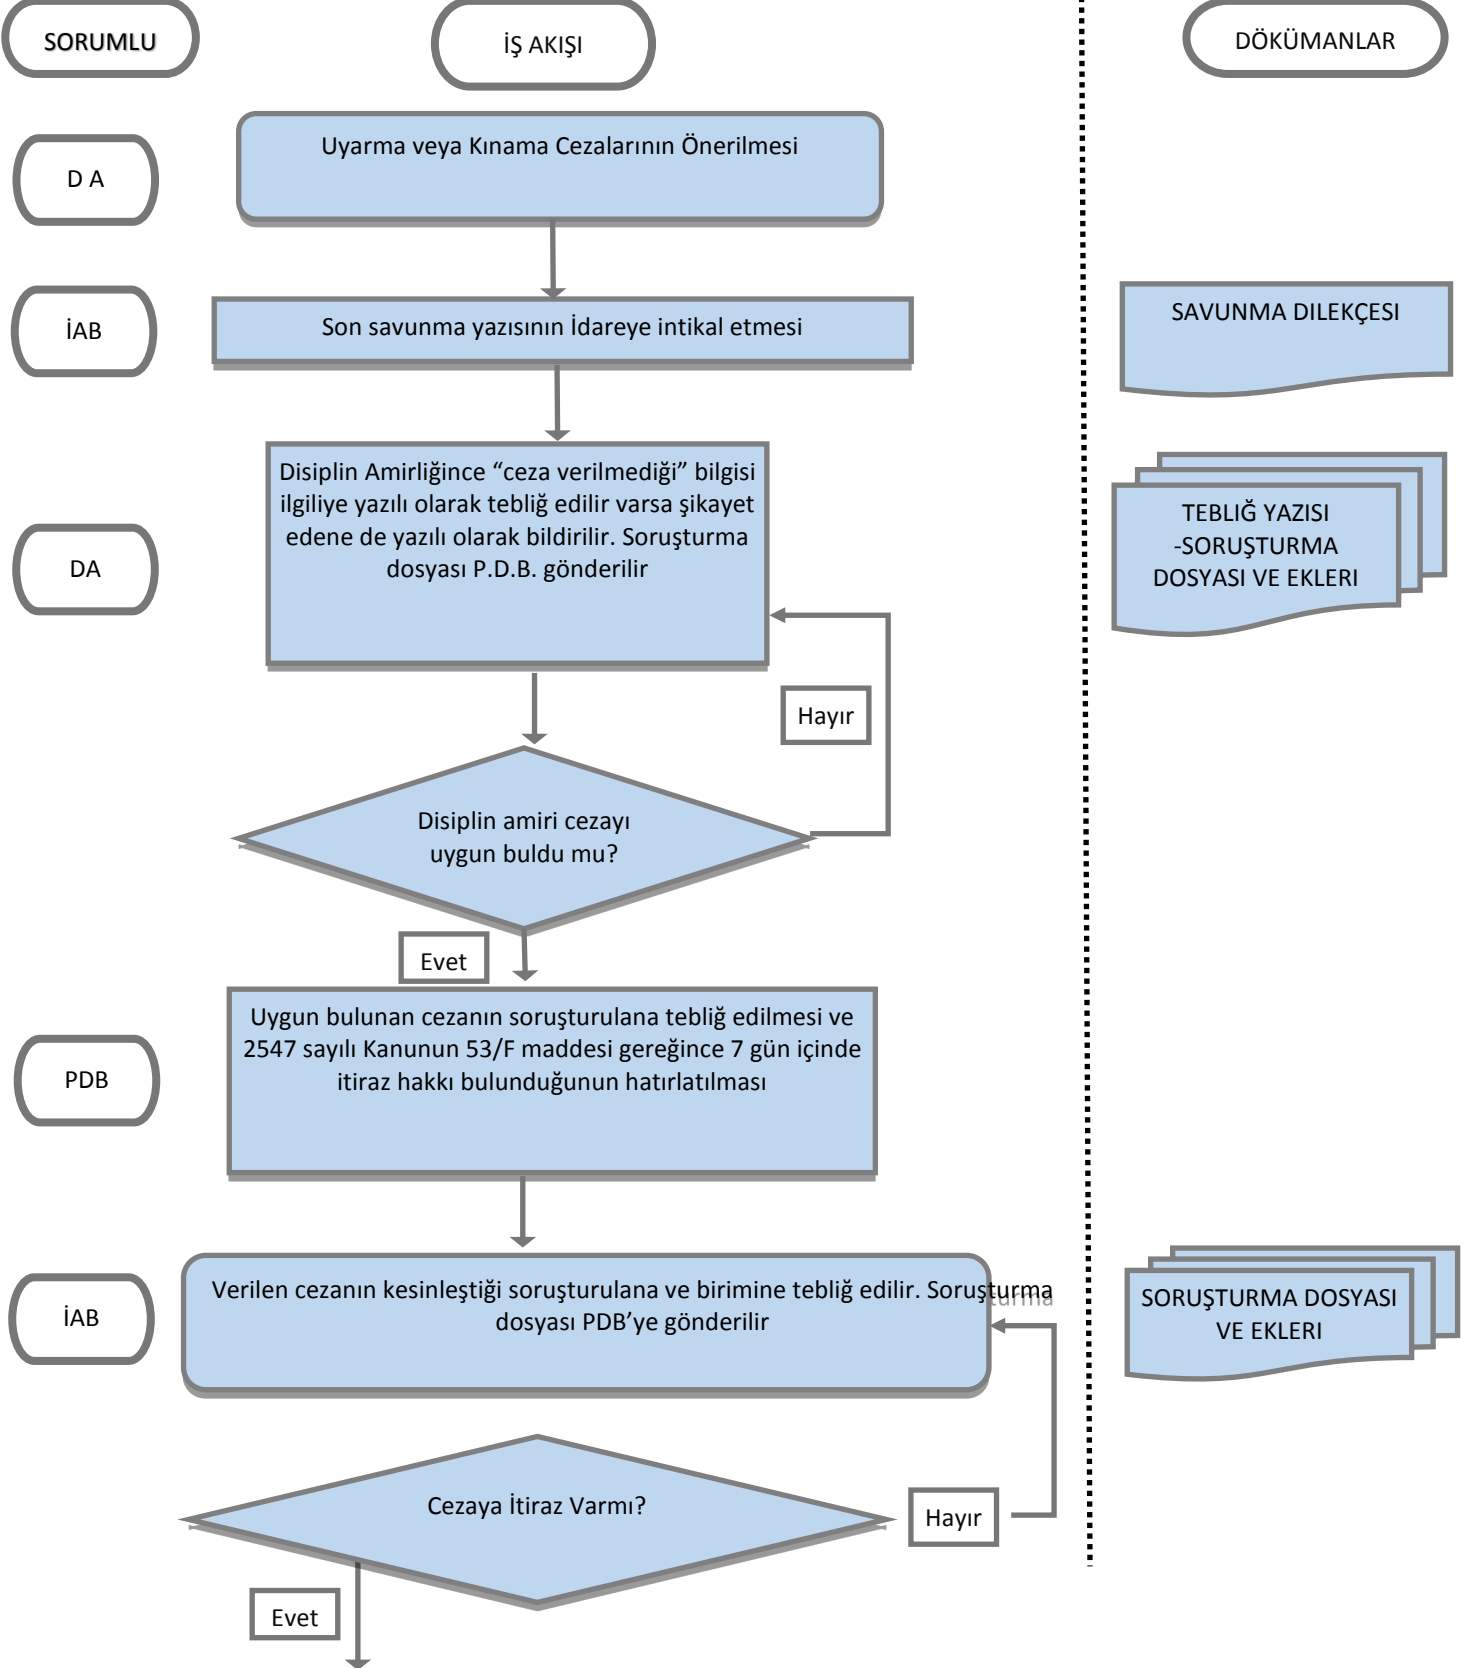 SORUMLU
İŞ AKIŞI
DÖKÜMANLAR
D A
Uyarma veya Kınama Cezalarının Önerilmesi
İAB
Son savunma yazısının İdareye intikal etmesi
SAVUNMA DILEKÇESI
DA
Disiplin Amirliğince “ceza verilmediği” bilgisi
ilgiliye yazılı olarak tebliğ edilir varsa şikayet
edene de yazılı olarak bildirilir. Soruşturma
dosyası P.D.B. gönderilir
TEBLIĞ YAZISI
-SORUŞTURMA
DOSYASI VE EKLERI
Hayır
Disiplin amiri cezayı
uygun buldu mu?
Evet
PDB
Uygun bulunan cezanın soruşturulana tebliğ edilmesi ve
2547 sayılı Kanunun 53/F maddesi gereğince 7 gün içinde
itiraz hakkı bulunduğunun hatırlatılması
İAB
Verilen cezanın kesinleştiği soruşturulana ve birimine tebliğ edilir. Soruşturma
dosyası PDB’ye gönderilir
SORUŞTURMA DOSYASI
VE EKLERI
Cezaya İtiraz Varmı?
Hayır
Evet